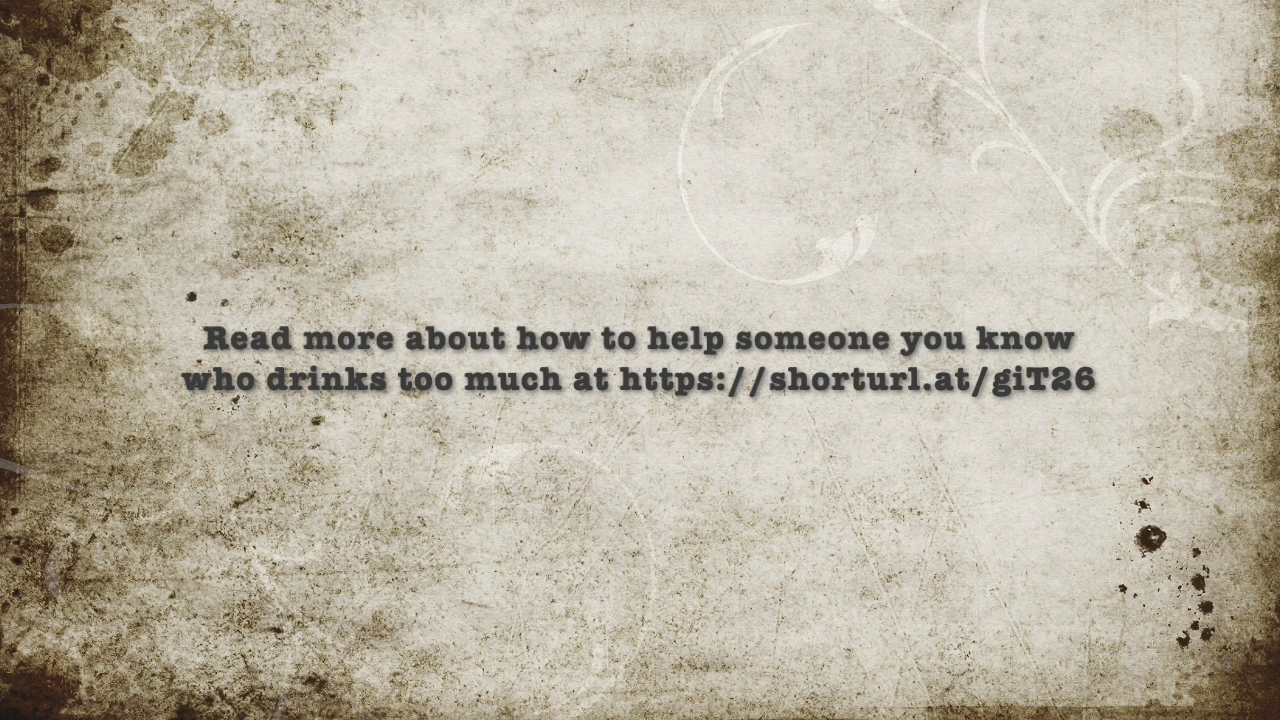 Read more about how to help someone you know
who drinks too much at https://shorturl.at/giT26